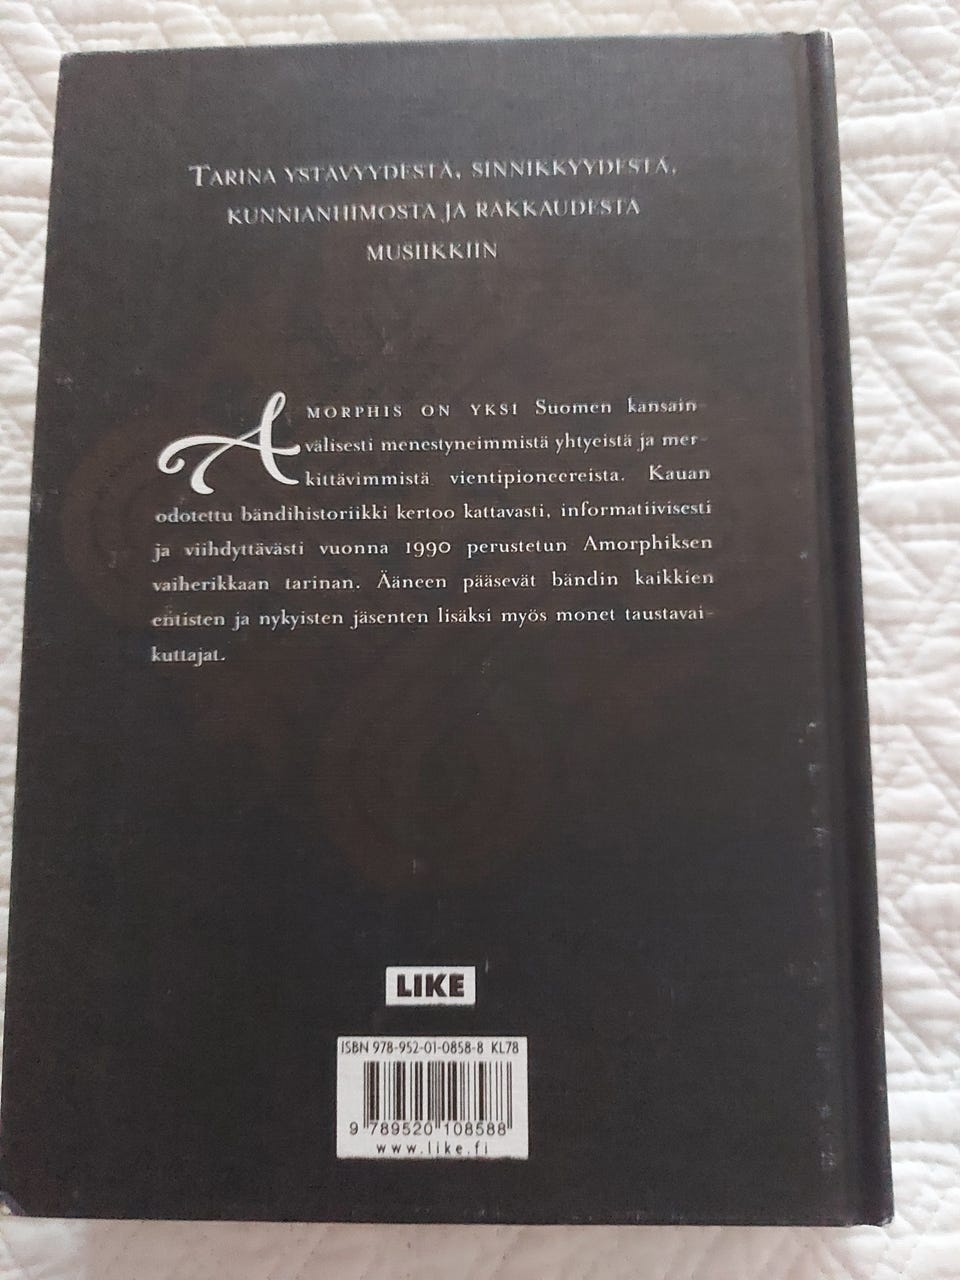 TARINA YSTÄVYYDESTÄ, SINNIKKYYDESTÄ,
KUNNIANHIMOSTA JA RAKKAUDESTA
MUSIIKKIIN
AMORPHIS ON YKSI Suomen kansain-
välisesti menestyneimmistä yhtyeistä ja mer-
kittävimmistä vientipioneereista. Kauan
odotettu bändihistoriikki kertoo kattavasti, informatiivisesti
ja viihdyttävästi vuonna 1990 perustetun Amorphiksen
vaiherikkaan tarinan. Ääneen pääsevät bändin kaikkien
entisten ja nykyisten jäsenten lisäksi myös monet taustavai-
kuttajat.
LIKE
ISBN 978-952-01-0858-8 KL78
9 789520 108588
www.like.fi